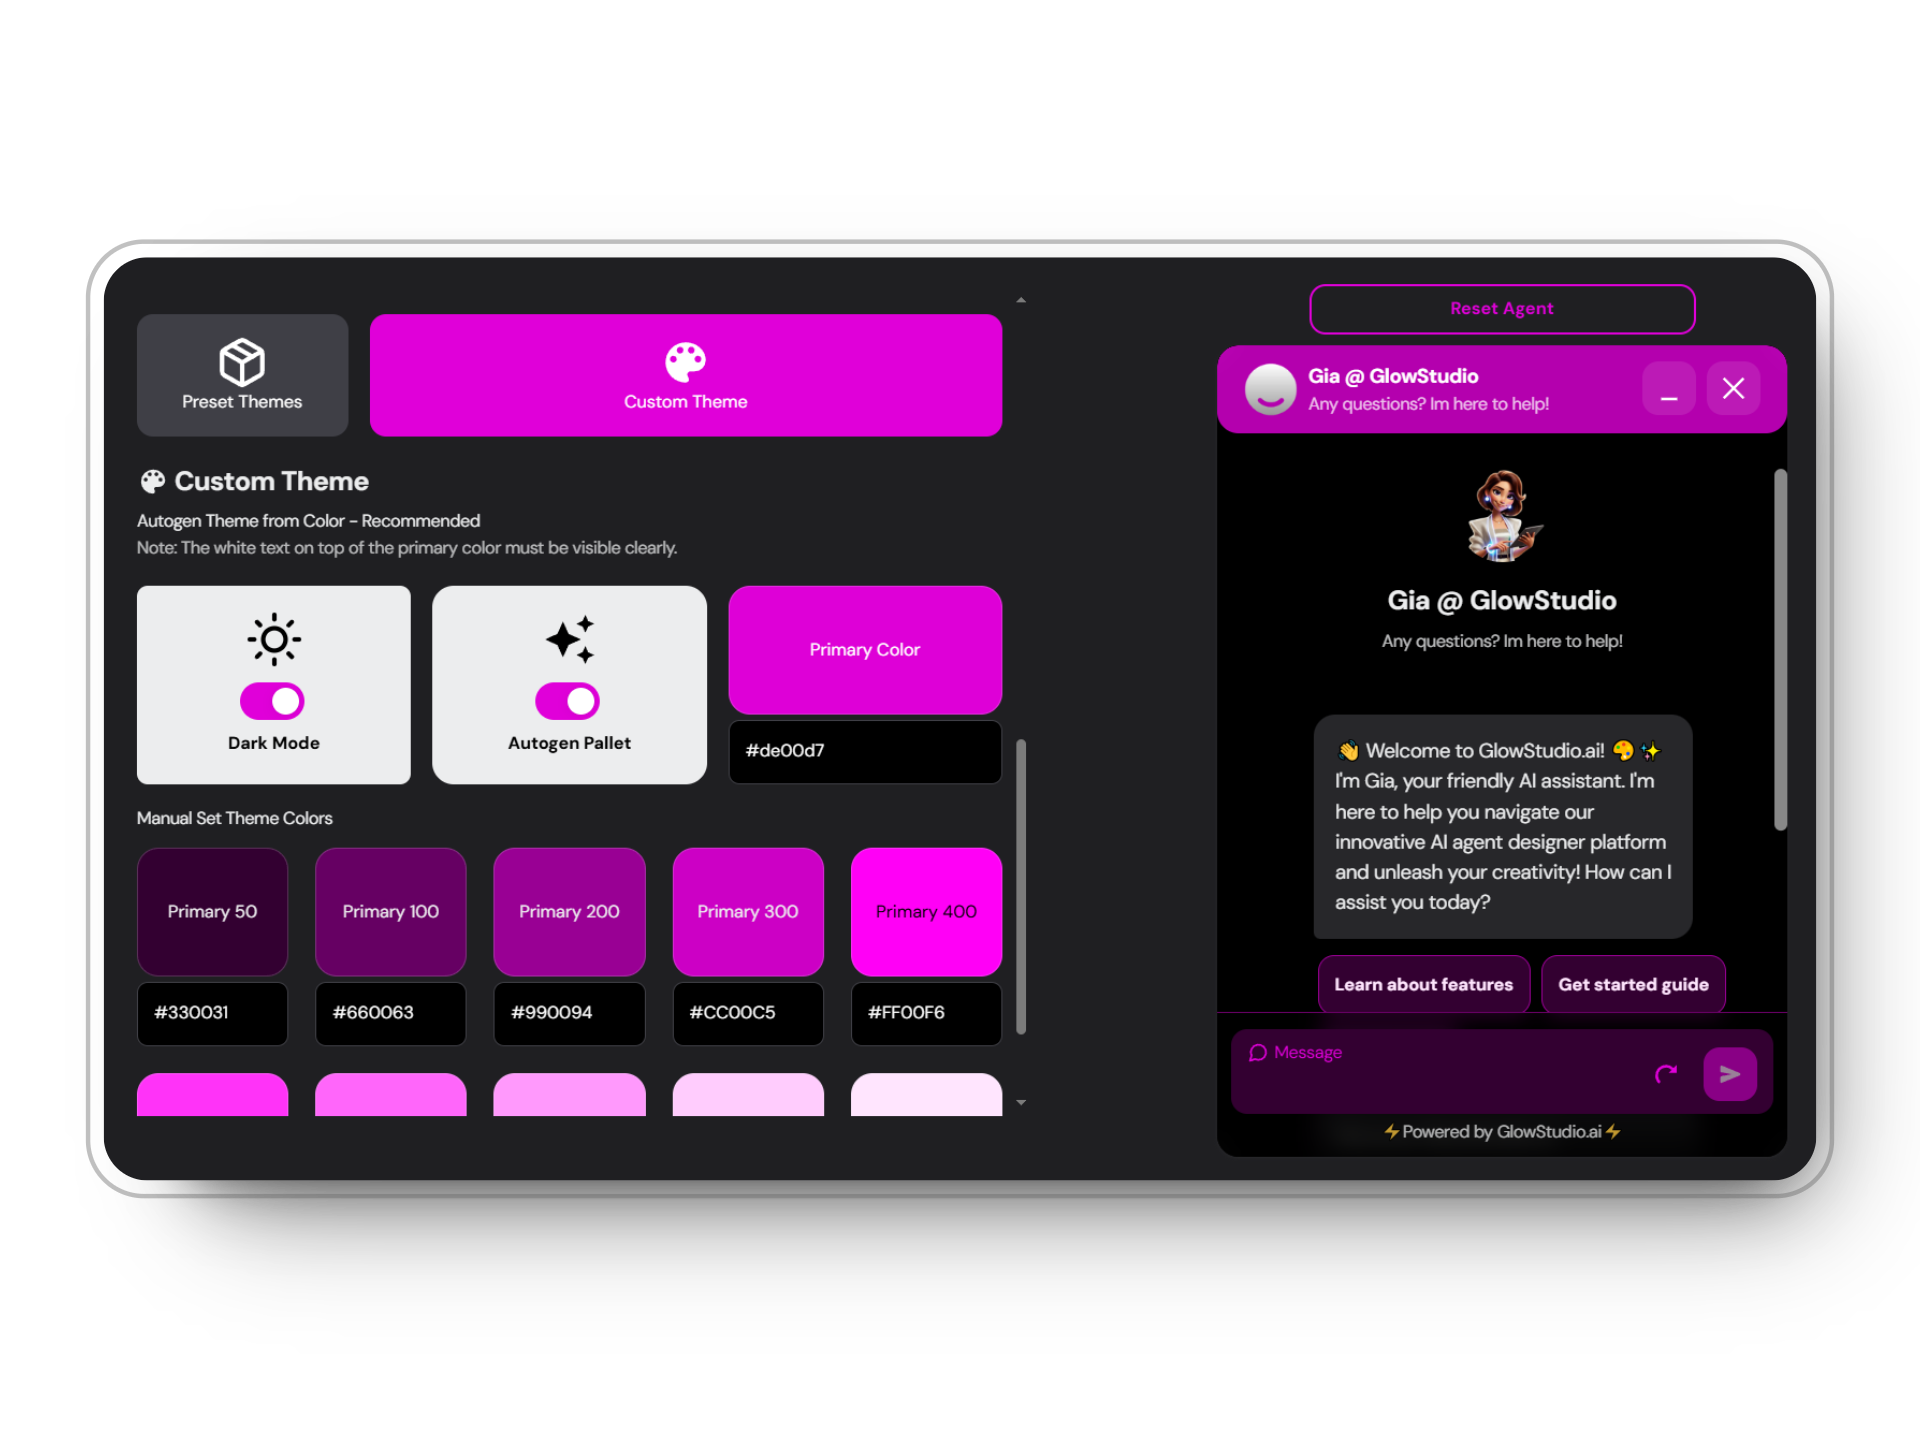 Preset Themes
Custom Theme
Custom Theme
Autogen Theme from Color - Recommended
Note: The white text on top of the primary color must be visible clearly.
Dark Mode
Autogen Pallet
Primary Color
#de00d7
Manual Set Theme Colors
Primary 50
Primary 100
Primary 200
Primary 300
Primary 400
#330031
#660063
#990094
#CC00C5
#FF00F6
Reset Agent
Gia @ GlowStudio
Any questions? Im here to help!
Gia @ GlowStudio
Any questions? Im here to help!
👋 Welcome to GlowStudio.ai! 🎨 ✨
I'm Gia, your friendly AI assistant. I'm
here to help you navigate our
innovative AI agent designer platform
and unleash your creativity! How can I
assist you today?
Learn about features
Get started guide
Message
⚡Powered by GlowStudio.ai⚡